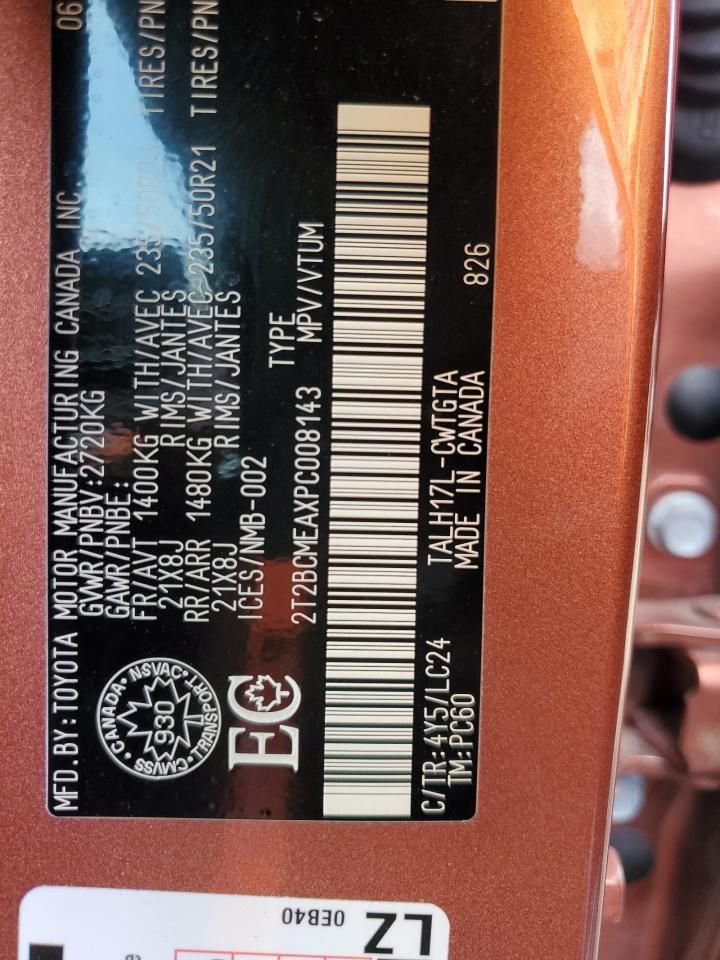 MFD.BY:TOYOTA MOTOR MANUFACTURING CANADA INC. 06
GVWR/PNBV:2720KG
GAWR/PNBE:
FR/AVT 1400KG WITH/AVEC 235/50R21 TIRES/PN
21X8J RIMS/JANTES
RR/ARR 1480KG WITH/AVEC 235/50R21 TIRES/PN
21X8J RIMS/JANTES
ICES/NMB-002
TYPE
2T2BCMEAXPC008143 MPV/VTUM
CANADA NSVAC TRANSPORT CMVSS
930
EC
C/TR:4Y5/LC24 TALH17L-CWTGTA
TM:PC60 MADE IN CANADA 826
0EB40
LZ